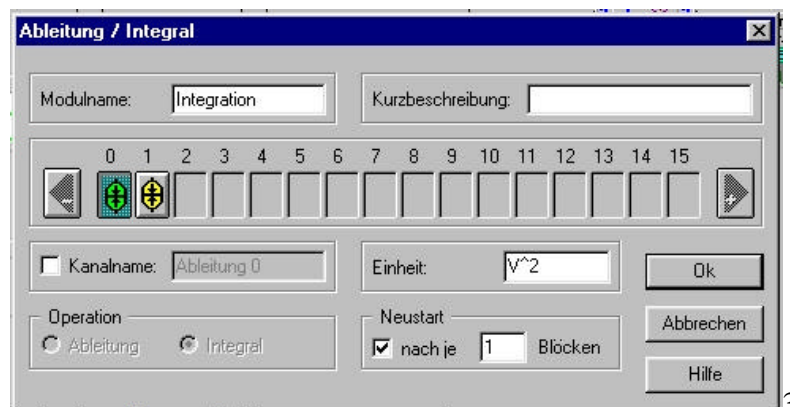 Ableitung / Integral
Modulname: Integration Kurzbeschreibung:
0 1 2 3 4 5 6 7 8 9 10 11 12 13 14 15
- +
Kanalname: Ableitung 0 Einheit: V^2 Ok
Operation Neustart Abbrechen
Ableitung Integral nach je 1 Blöcken
Hilfe